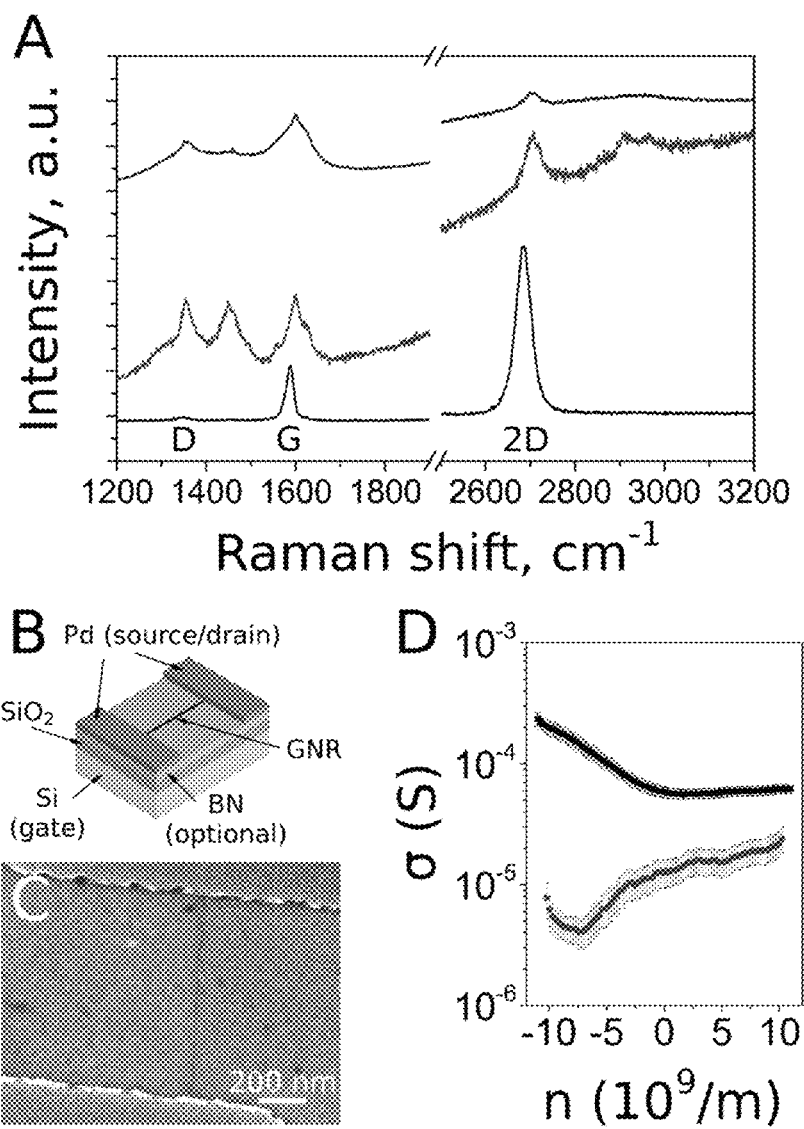 A
Intensity, a.u.
D G 2D
1200 1400 1600 1800 2600 2800 3000 3200
Raman shift, cm⁻¹
B
Pd (source/drain)
SiO₂
GNR
Si
(gate)
BN
(optional)
C
200 nm
D
10⁻³
10⁻⁴
10⁻⁵
10⁻⁶
σ (S)
-10 -5 0 5 10
n (10⁹/m)